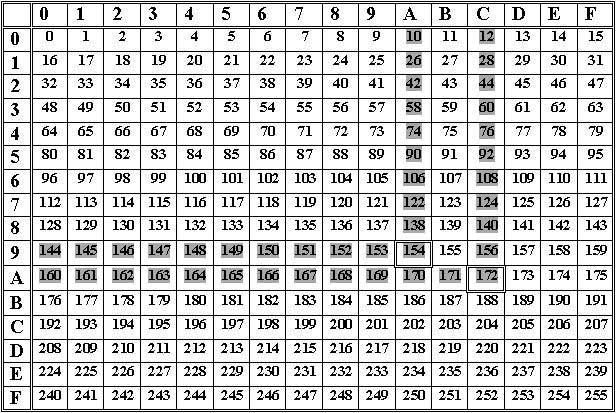 0 1 2 3 4 5 6 7 8 9 A B C D E F
0 0 1 2 3 4 5 6 7 8 9 10 11 12 13 14 15
1 16 17 18 19 20 21 22 23 24 25 26 27 28 29 30 31
2 32 33 34 35 36 37 38 39 40 41 42 43 44 45 46 47
3 48 49 50 51 52 53 54 55 56 57 58 59 60 61 62 63
4 64 65 66 67 68 69 70 71 72 73 74 75 76 77 78 79
5 80 81 82 83 84 85 86 87 88 89 90 91 92 93 94 95
6 96 97 98 99 100 101 102 103 104 105 106 107 108 109 110 111
7 112 113 114 115 116 117 118 119 120 121 122 123 124 125 126 127
8 128 129 130 131 132 133 134 135 136 137 138 139 140 141 142 143
9 144 145 146 147 148 149 150 151 152 153 154 155 156 157 158 159
A 160 161 162 163 164 165 166 167 168 169 170 171 172 173 174 175
B 176 177 178 179 180 181 182 183 184 185 186 187 188 189 190 191
C 192 193 194 195 196 197 198 199 200 201 202 203 204 205 206 207
D 208 209 210 211 212 213 214 215 216 217 218 219 220 221 222 223
E 224 225 226 227 228 229 230 231 232 233 234 235 236 237 238 239
F 240 241 242 243 244 245 246 247 248 249 250 251 252 253 254 255